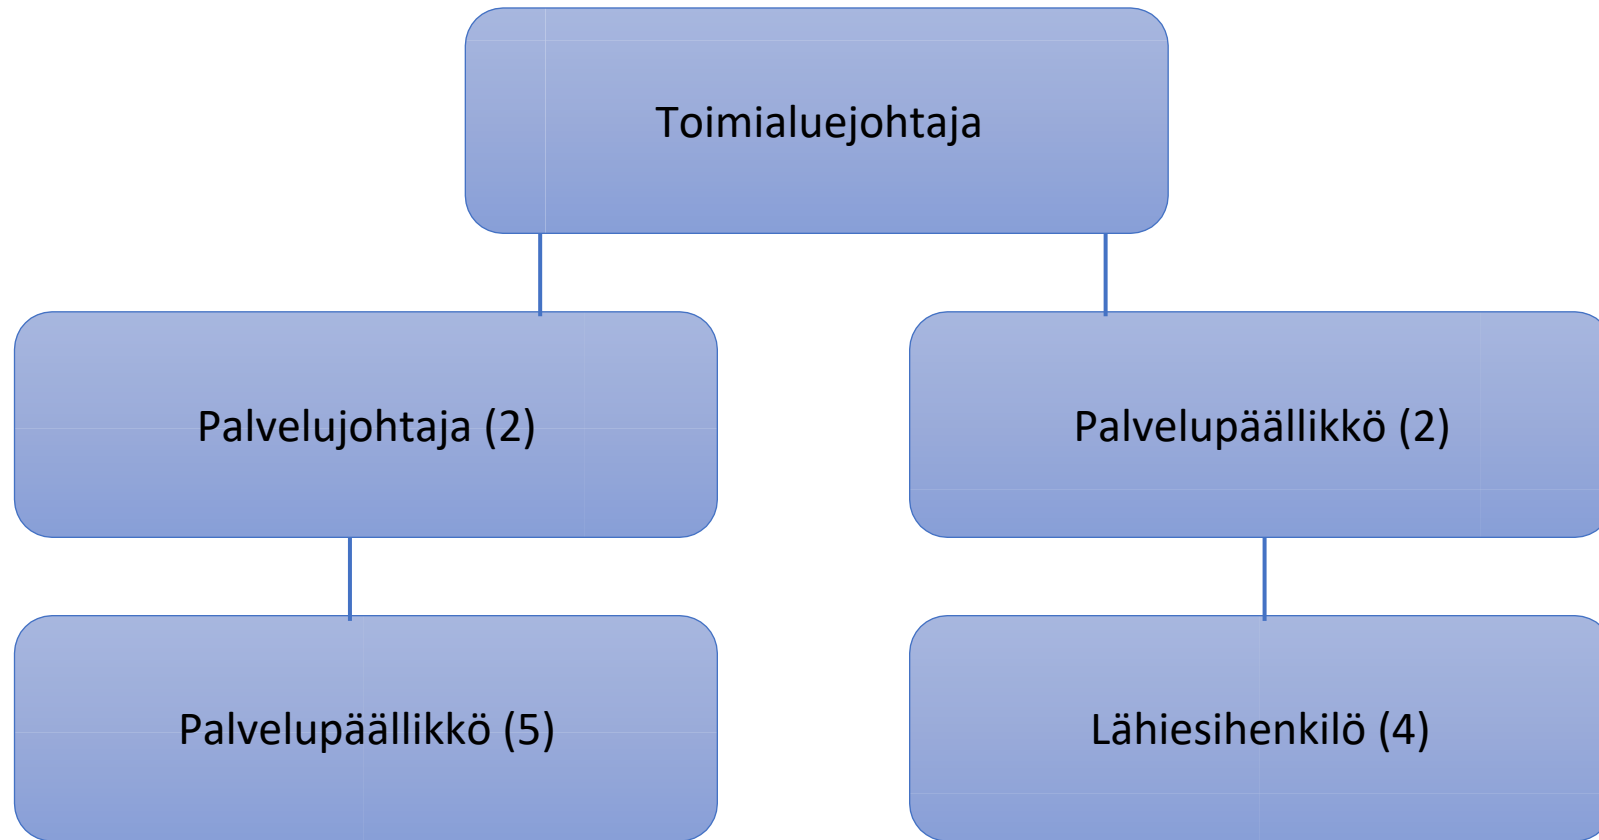 Toimialuejohtaja
Palvelujohtaja (2)
Palvelupäällikkö (2)
Palvelupäällikkö (5)
Lähiesihenkilö (4)